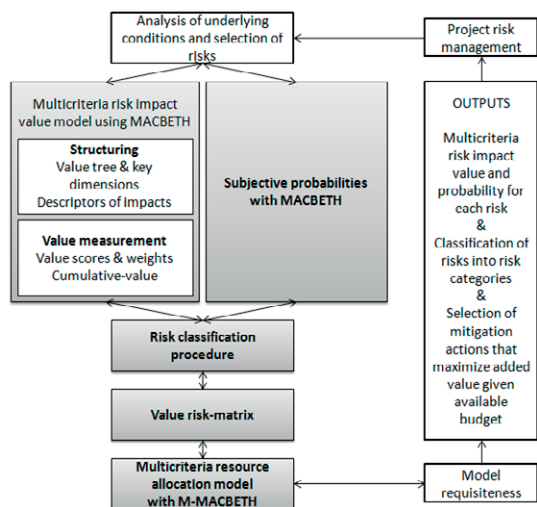 Analysis of underlying
conditions and selection of
risks
Project risk
management
Multicriteria risk impact
value model using MACBETH
Structuring
Value tree & key
dimensions
Descriptors of Impacts
Value measurement
Value scores & weights
Cumulative-value
Subjective probabilities
with MACBETH
Risk classification
procedure
Value risk-matrix
Multicriteria resource
allocation model
with M-MACBETH
OUTPUTS
Multicriteria
risk impact
value and
probability for
each risk
&
Classification of
risks into risk
categories
&
Selection of
mitigation
actions that
maximize added
value given
available
budget
Model
requisiteness